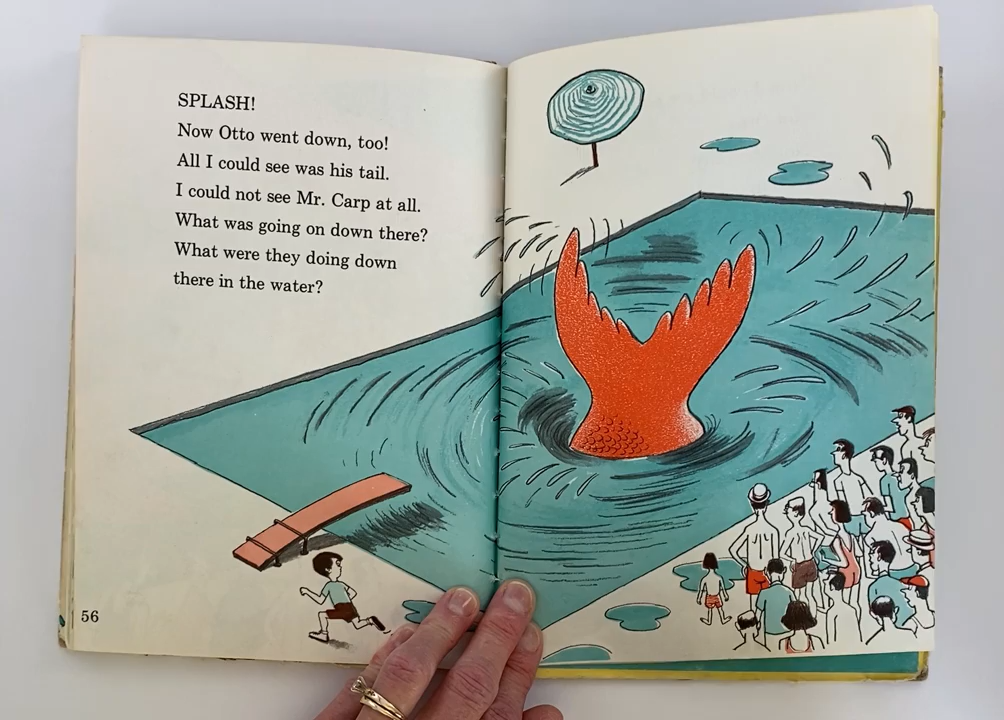 SPLASH!
Now Otto went down, too!
All I could see was his tail.
I could not see Mr. Carp at all.
What was going on down there?
What were they doing down
there in the water?
56